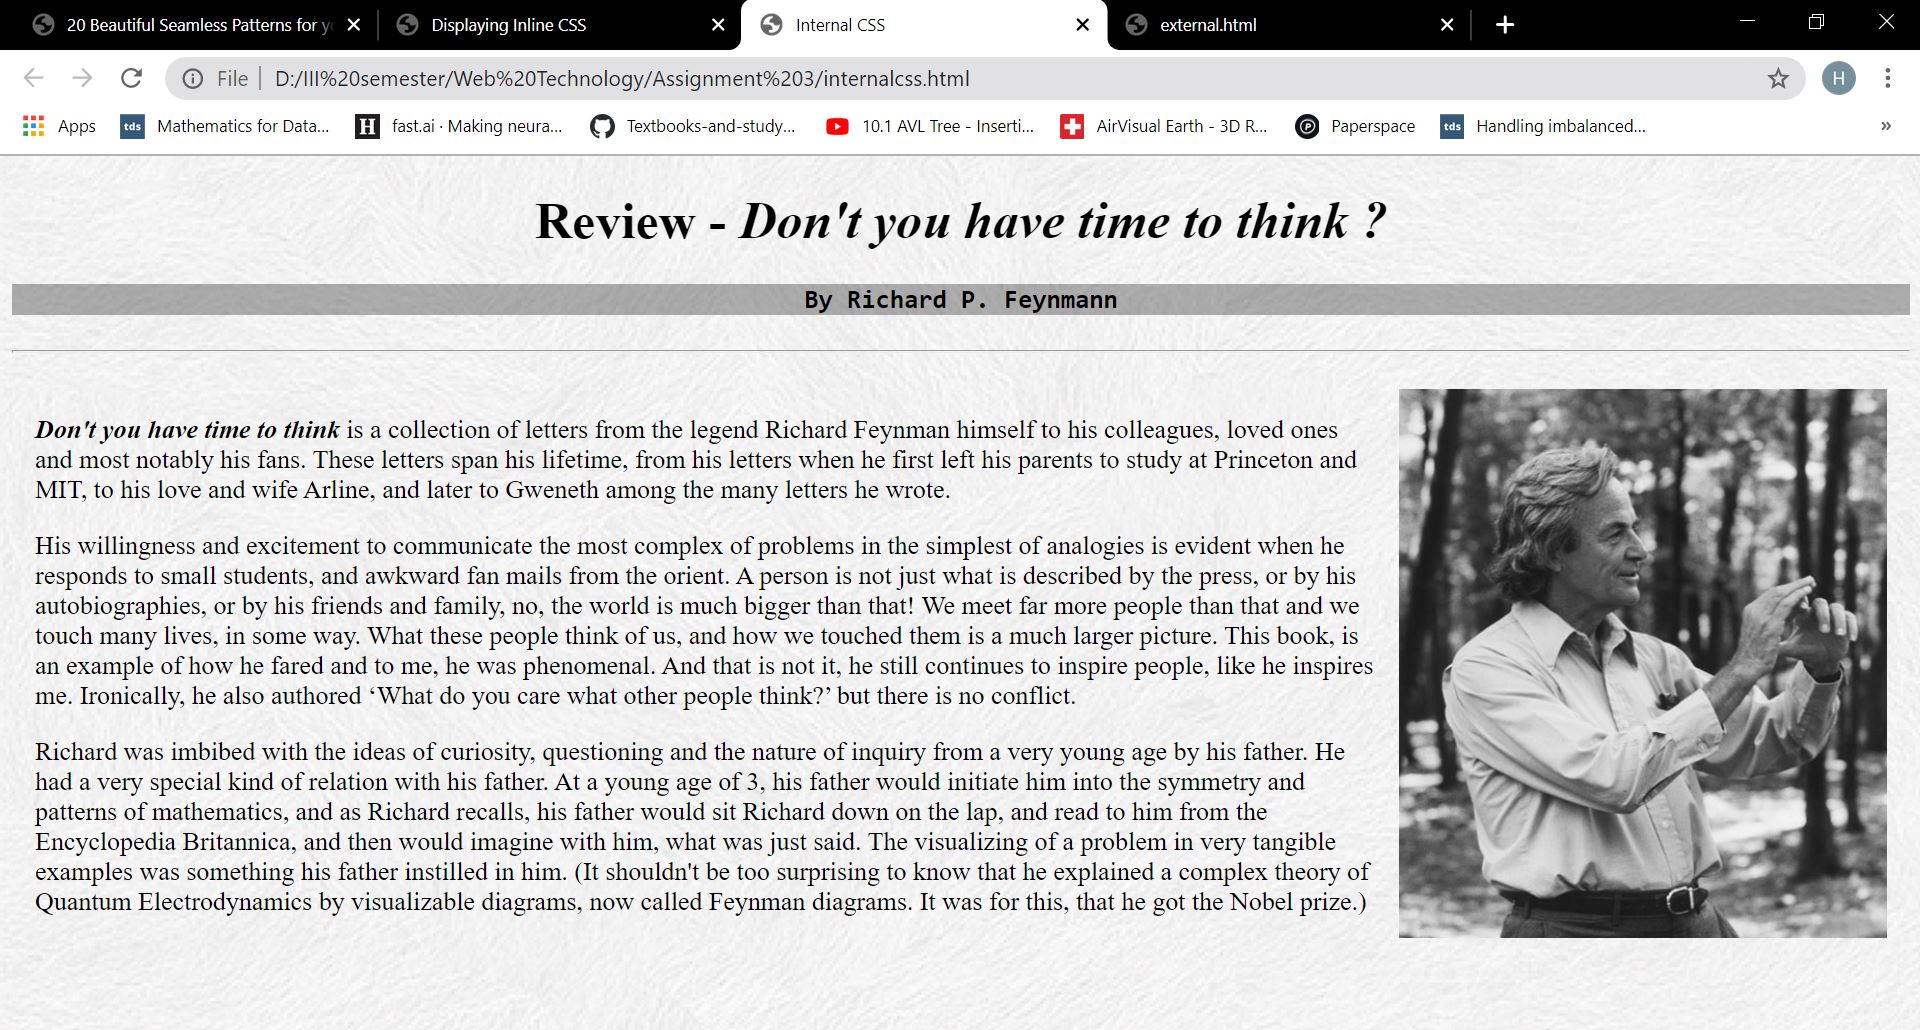 20 Beautiful Seamless Patterns for
Displaying Inline CSS
Internal CSS
external.html
File
D:/III%20semester/Web%20Technology/Assignment%203/internalcss.html
H
Apps
tds
Mathematics for Data...
H
fast.ai · Making neura...
Textbooks-and-study...
10.1 AVL Tree - Inserti...
AirVisual Earth - 3D R...
P
Paperspace
tds
Handling imbalanced...
»
Review - Don't you have time to think ?
By Richard P. Feynmann
Don't you have time to think is a collection of letters from the legend Richard Feynman himself to his colleagues, loved ones
and most notably his fans. These letters span his lifetime, from his letters when he first left his parents to study at Princeton and
MIT, to his love and wife Arline, and later to Gweneth among the many letters he wrote.
His willingness and excitement to communicate the most complex of problems in the simplest of analogies is evident when he
responds to small students, and awkward fan mails from the orient. A person is not just what is described by the press, or by his
autobiographies, or by his friends and family, no, the world is much bigger than that! We meet far more people than that and we
touch many lives, in some way. What these people think of us, and how we touched them is a much larger picture. This book, is
an example of how he fared and to me, he was phenomenal. And that is not it, he still continues to inspire people, like he inspires
me. Ironically, he also authored ‘What do you care what other people think?’ but there is no conflict.
Richard was imbibed with the ideas of curiosity, questioning and the nature of inquiry from a very young age by his father. He
had a very special kind of relation with his father. At a young age of 3, his father would initiate him into the symmetry and
patterns of mathematics, and as Richard recalls, his father would sit Richard down on the lap, and read to him from the
Encyclopedia Britannica, and then would imagine with him, what was just said. The visualizing of a problem in very tangible
examples was something his father instilled in him. (It shouldn't be too surprising to know that he explained a complex theory of
Quantum Electrodynamics by visualizable diagrams, now called Feynman diagrams. It was for this, that he got the Nobel prize.)